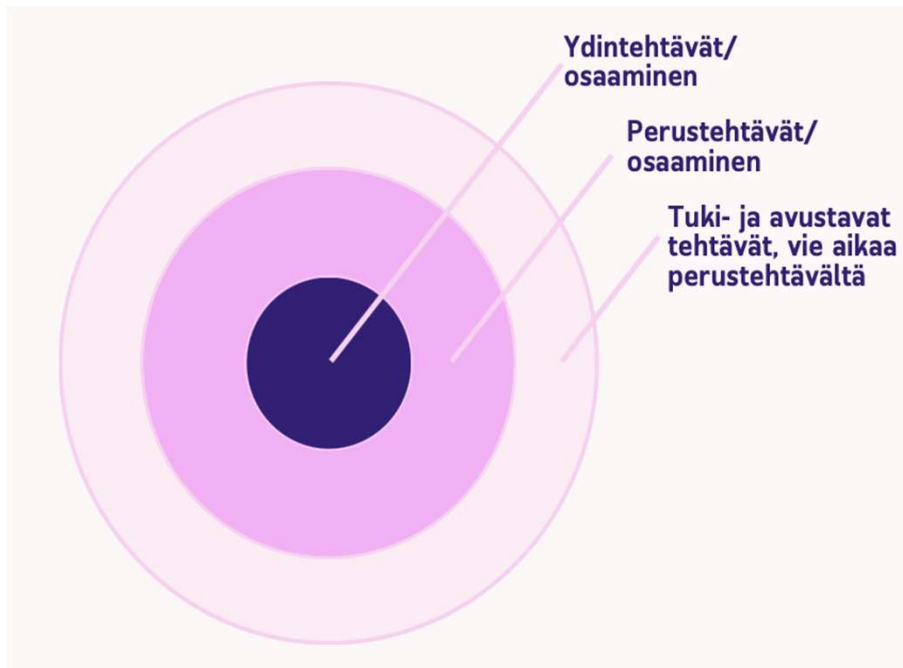 Ydintehtävät/
osaaminen
Perustehtävät/
osaaminen
Tuki- ja avustavat
tehtävät, vie aikaa
perustehtävältä